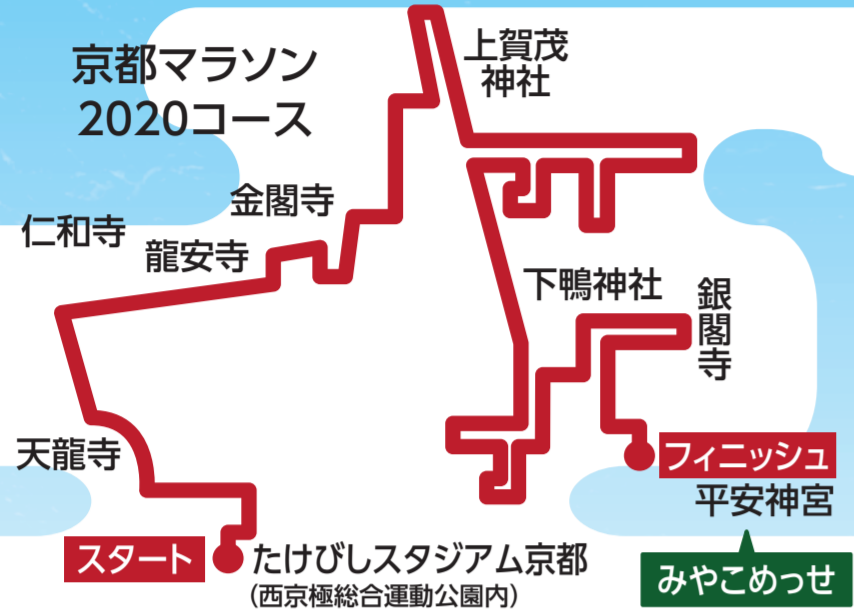 京都マラソン
2020コース
上賀茂
神社
金閣寺
仁和寺
龍安寺
下鴨神社
銀閣寺
天龍寺
フィニッシュ
平安神宮
スタート
たけびしスタジアム京都
(西京極総合運動公園内)
みやこめっせ